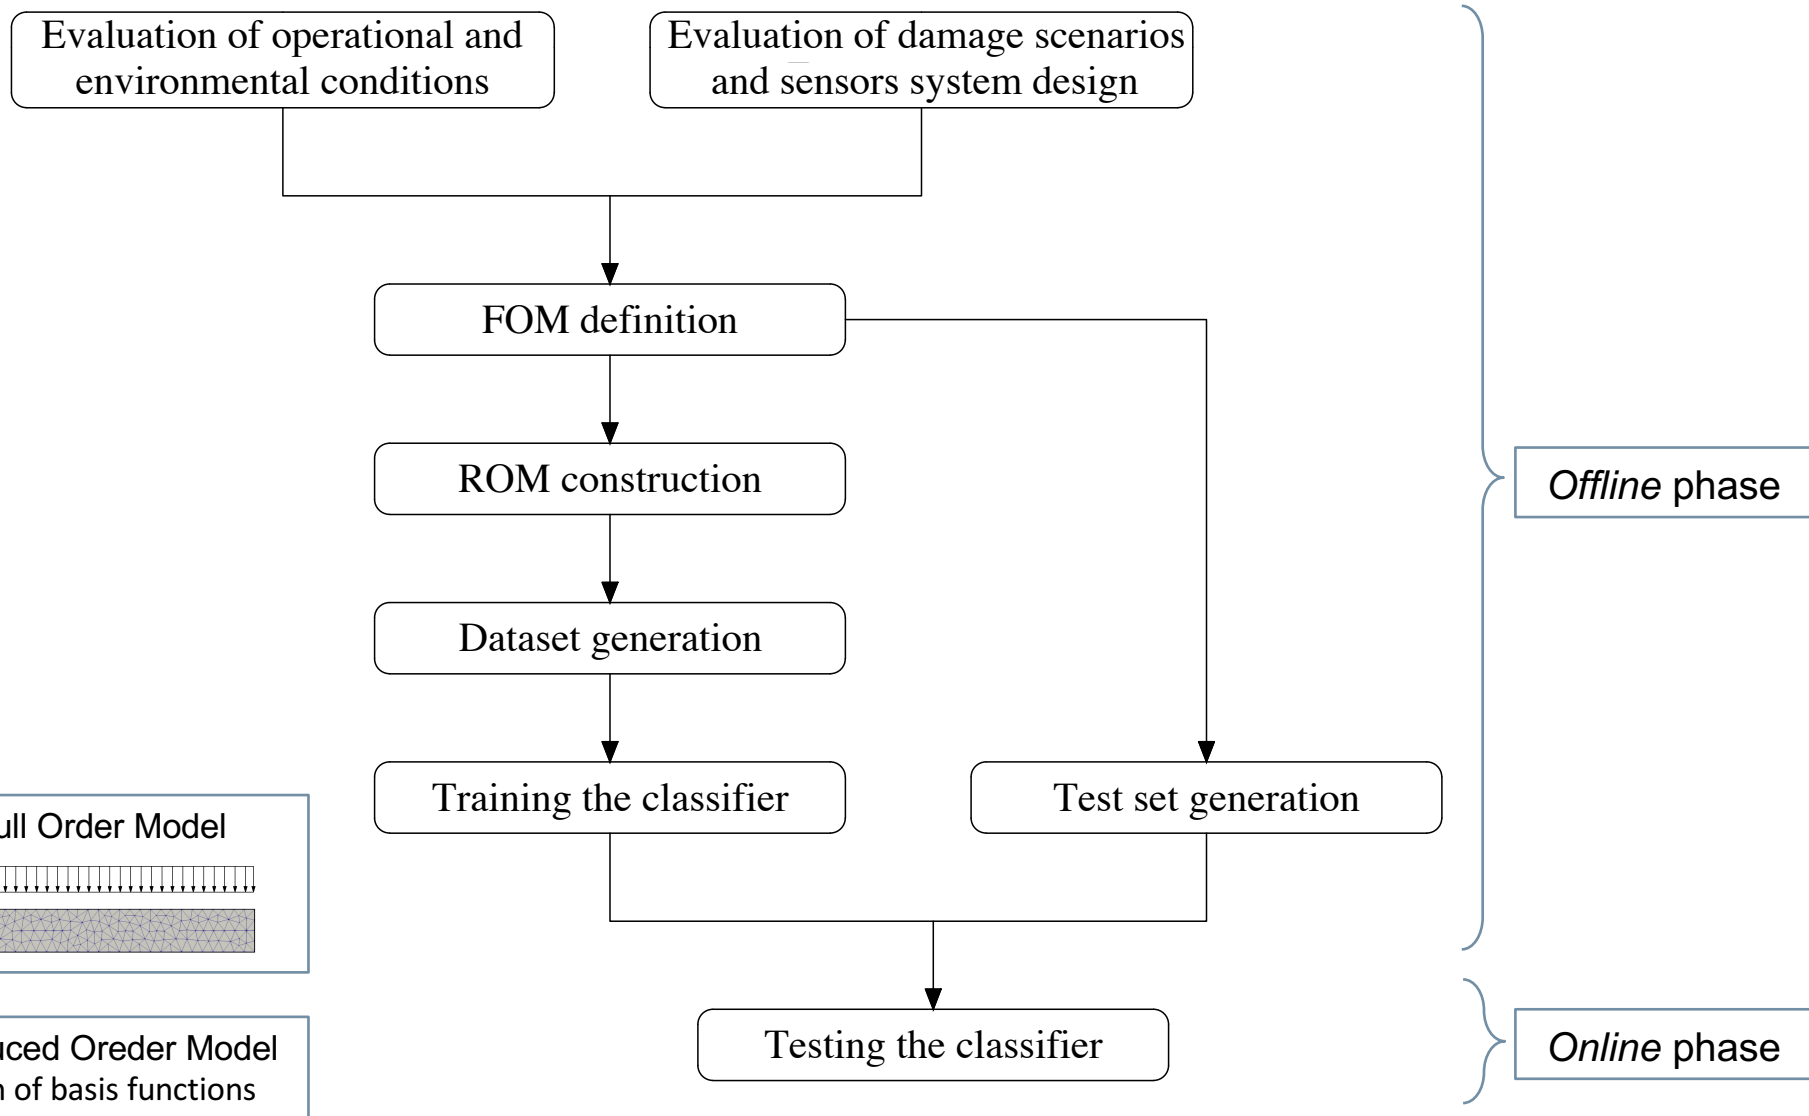 Evaluation of operational and
environmental conditions
Evaluation of damage scenarios
and sensors system design
FOM definition
ROM construction
Offline phase
Dataset generation
Training the classifier
Test set generation
Order Model
Testing the classifier
Online phase
Oreder Model
of basis functions